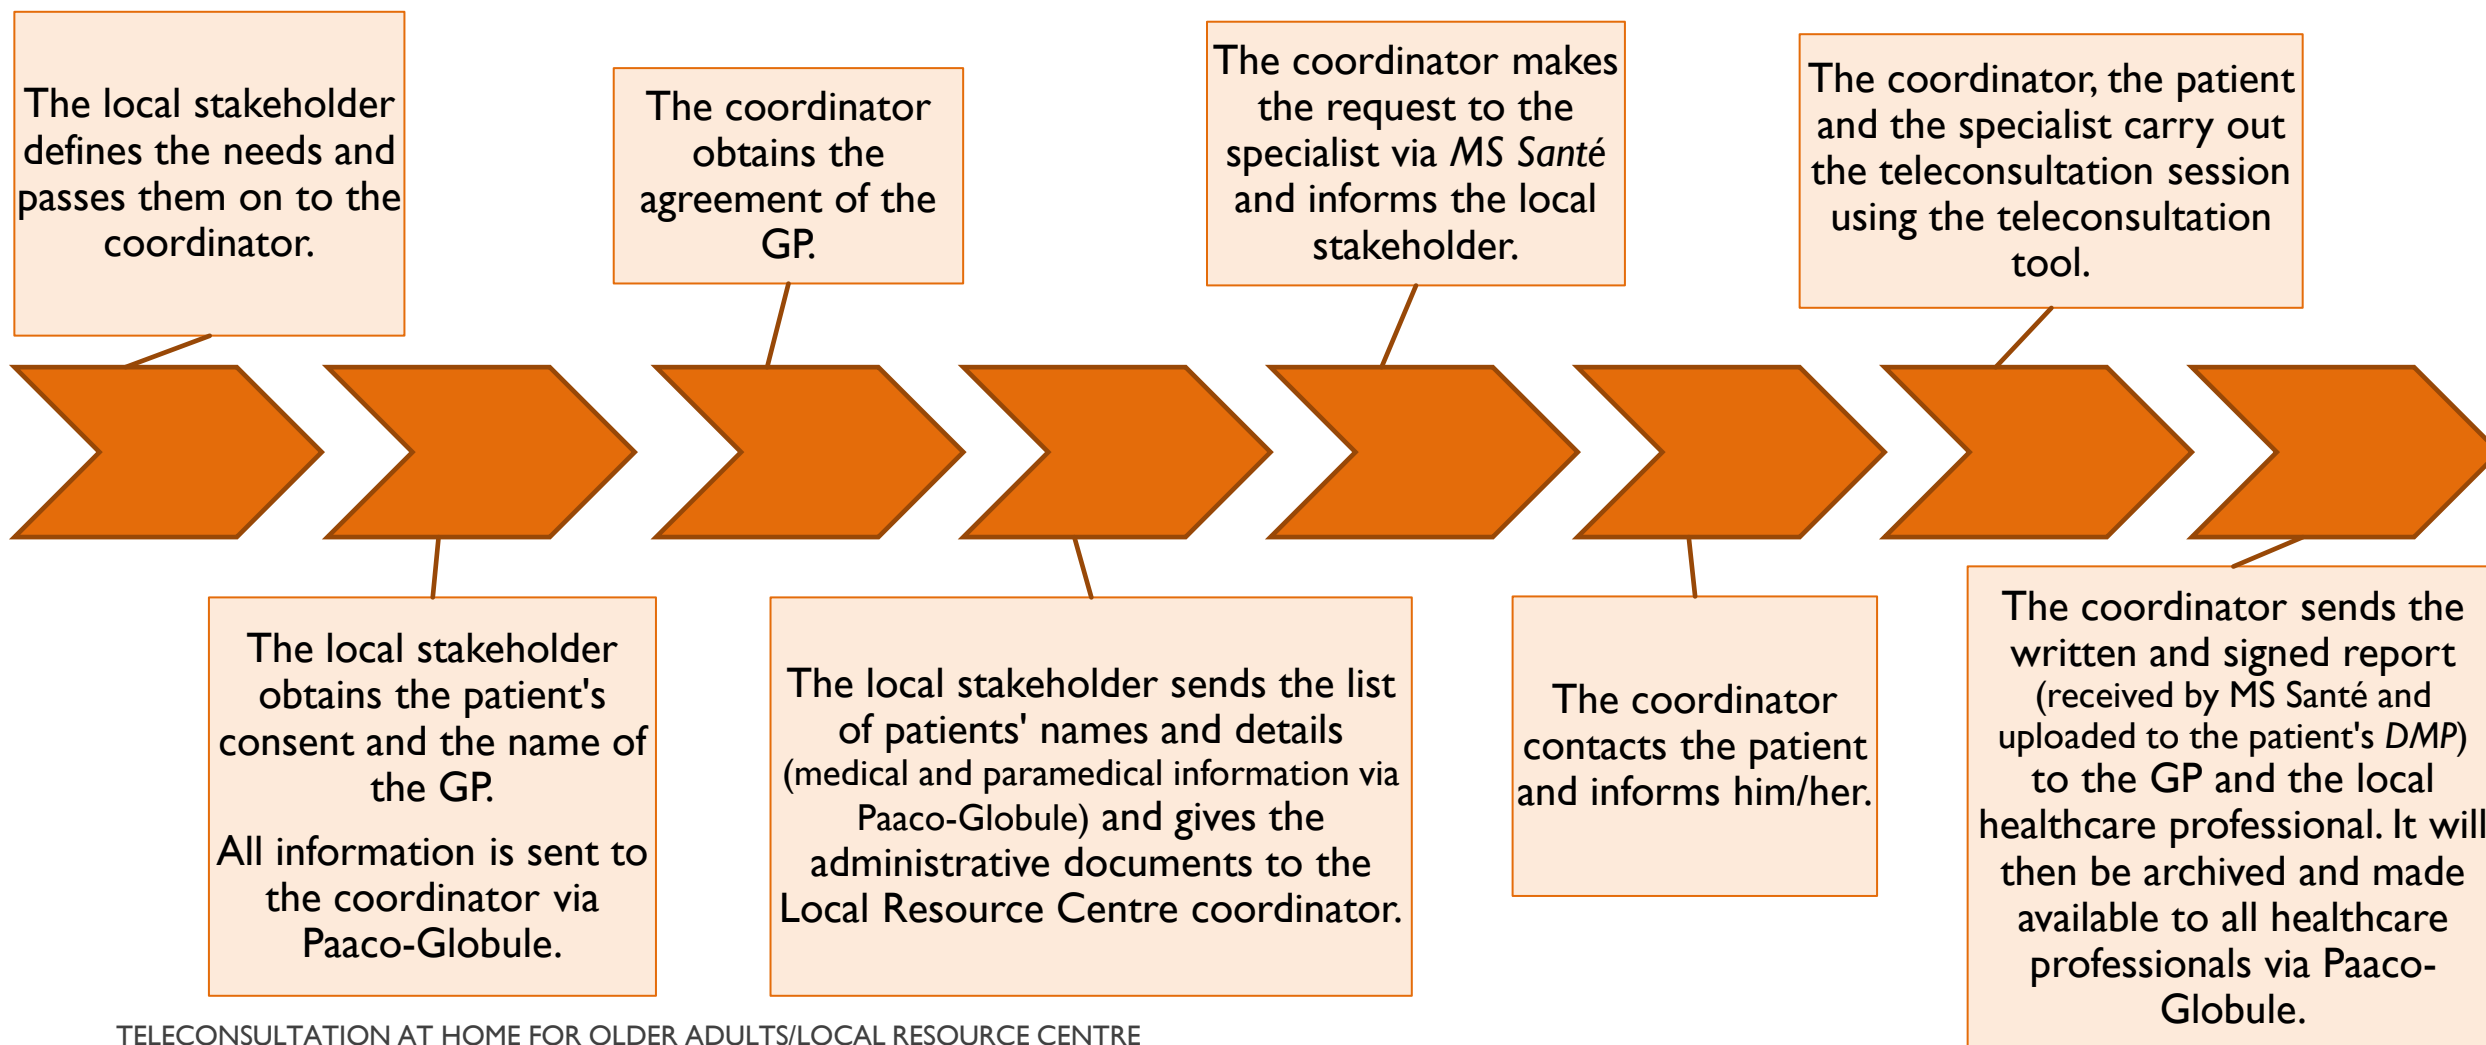 The local stakeholder
defines the needs and
passes them on to the
coordinator.
The local stakeholder
obtains the patient's
consent and the name of
the GP.
All information is sent to
the coordinator via
Paaco-Globule.
The coordinator
obtains the
agreement of the
GP.
The local stakeholder sends the list
of patients' names and details
(medical and paramedical information via
Paaco-Globule) and gives the
administrative documents to the
Local Resource Centre coordinator.
The coordinator makes
the request to the
specialist via MS Santé
and informs the local
stakeholder.
The coordinator
contacts the patient
and informs him/her.
The coordinator, the patient
and the specialist carry out
the teleconsultation session
using the teleconsultation
tool.
The coordinator sends the
written and signed report
(received by MS Santé and
uploaded to the patient's DMP)
to the GP and the local
healthcare professional. It will
then be archived and made
available to all healthcare
professionals via Paaco-
Globule.
TELECONSULTATION AT HOME FOR OLDER ADULTS/LOCAL RESOURCE CENTRE